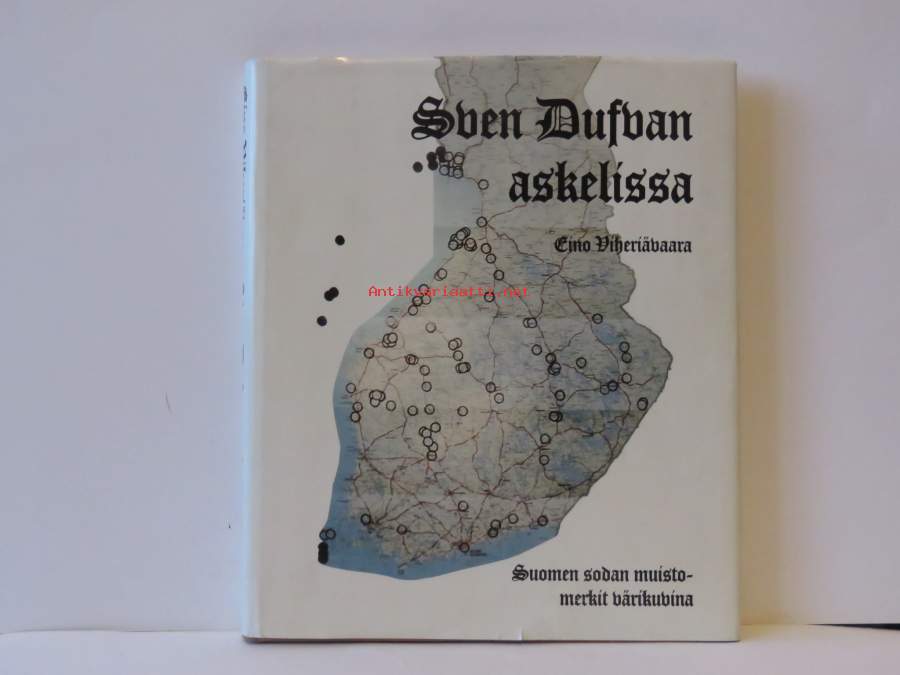 Sven Dufvan
askelissa
Eino Viheriävaara
Antikvariaatti.net
Suomen sodan muisto-
merkit värikuvina